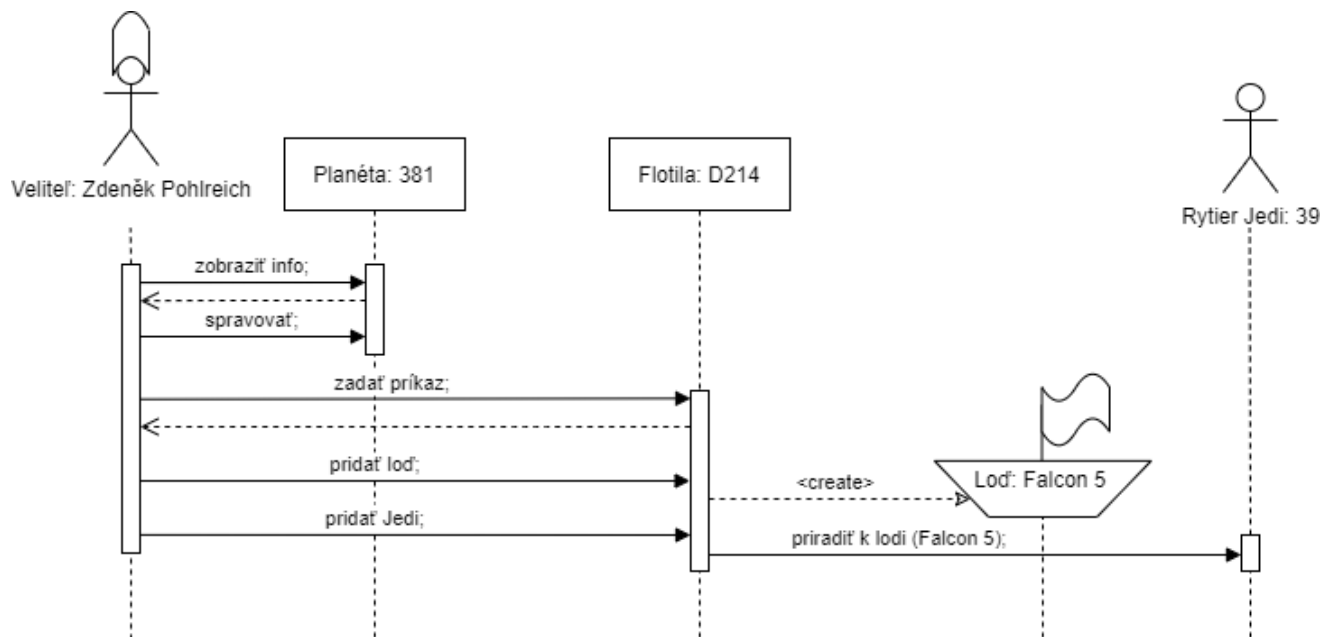 Veliteľ: Zdeněk Pohlreich
Planéta: 381
Flotila: D214
Rytier Jedi: 39
zobraziť info;
spravovať;
zadať príkaz;
pridať loď;
<create>
Loď: Falcon 5
pridať Jedi;
priradiť k lodi (Falcon 5);